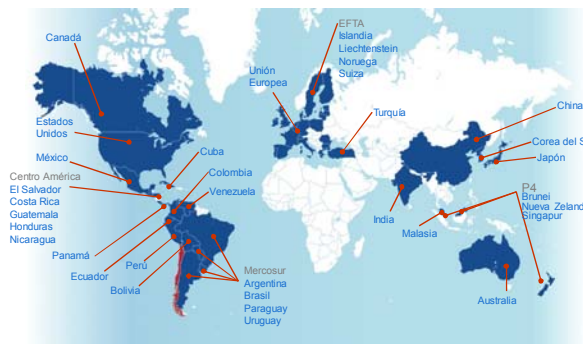 Canadá
Estados
Unidos
México
Centro América
El Salvador
Costa Rica
Guatemala
Honduras
Nicaragua
Panamá
Ecuador
Perú
Bolivia
Cuba
Colombia
Venezuela
Mercosur
Argentina
Brasil
Paraguay
Uruguay
Unión
Europea
EFTA
Islandia
Liechtenstein
Noruega
Suiza
Turquía
China
Corea del S
Japón
India
Malasia
P4
Brunei
Nueva Zeland
Singapur
Australia